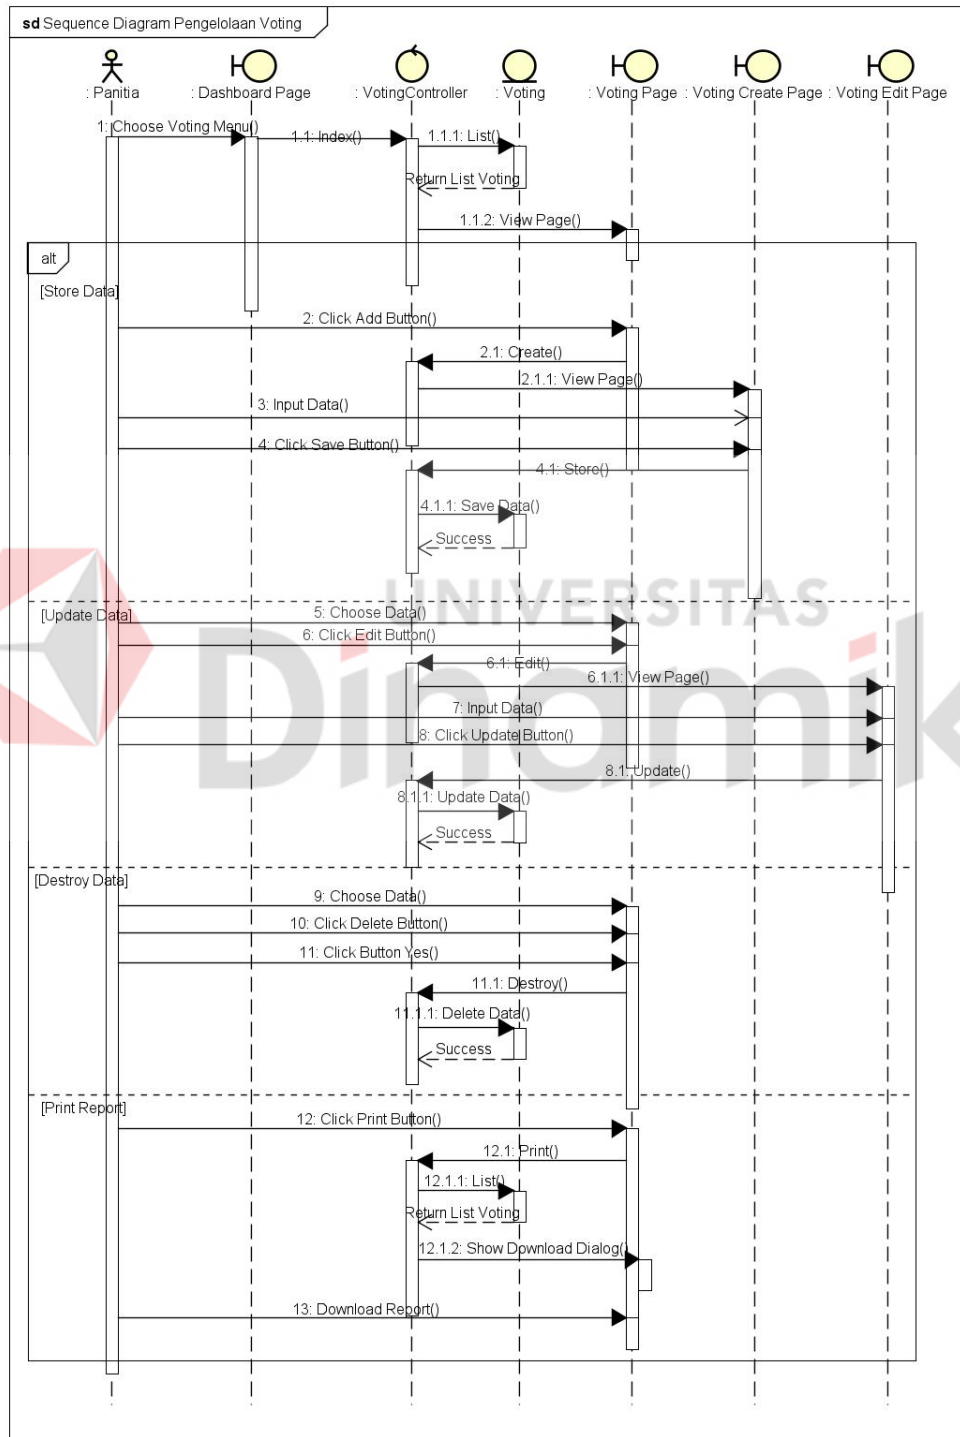 sd Sequence Diagram Pengelolaan Voting
: Panitia
: Dashboard Page
: VotingController
: Voting
: Voting Page
: Voting Create Page
: Voting Edit Page
1: Choose Voting Menu()
1.1: Index()
1.1.1: List()
Return List Voting
1.1.2: View Page()
alt
[Store Data]
2: Click Add Button()
2.1: Create()
2.1.1: View Page()
3: Input Data()
4: Click Save Button()
4.1: Store()
4.1.1: Save Data()
Success
UNIVERSITAS
Dinamik
[Update Data]
5: Choose Data()
6: Click Edit Button()
6.1: Edit()
6.1.1: View Page()
7: Input Data()
8: Click Update Button()
8.1: Update()
8.1.1: Update Data()
Success
[Destroy Data]
9: Choose Data()
10: Click Delete Button()
11: Click Button Yes()
11.1: Destroy()
11.1.1: Delete Data()
Success
[Print Report]
12: Click Print Button()
12.1: Print()
12.1.1: List()
Return List Voting
12.1.2: Show Download Dialog()
13: Download Report()